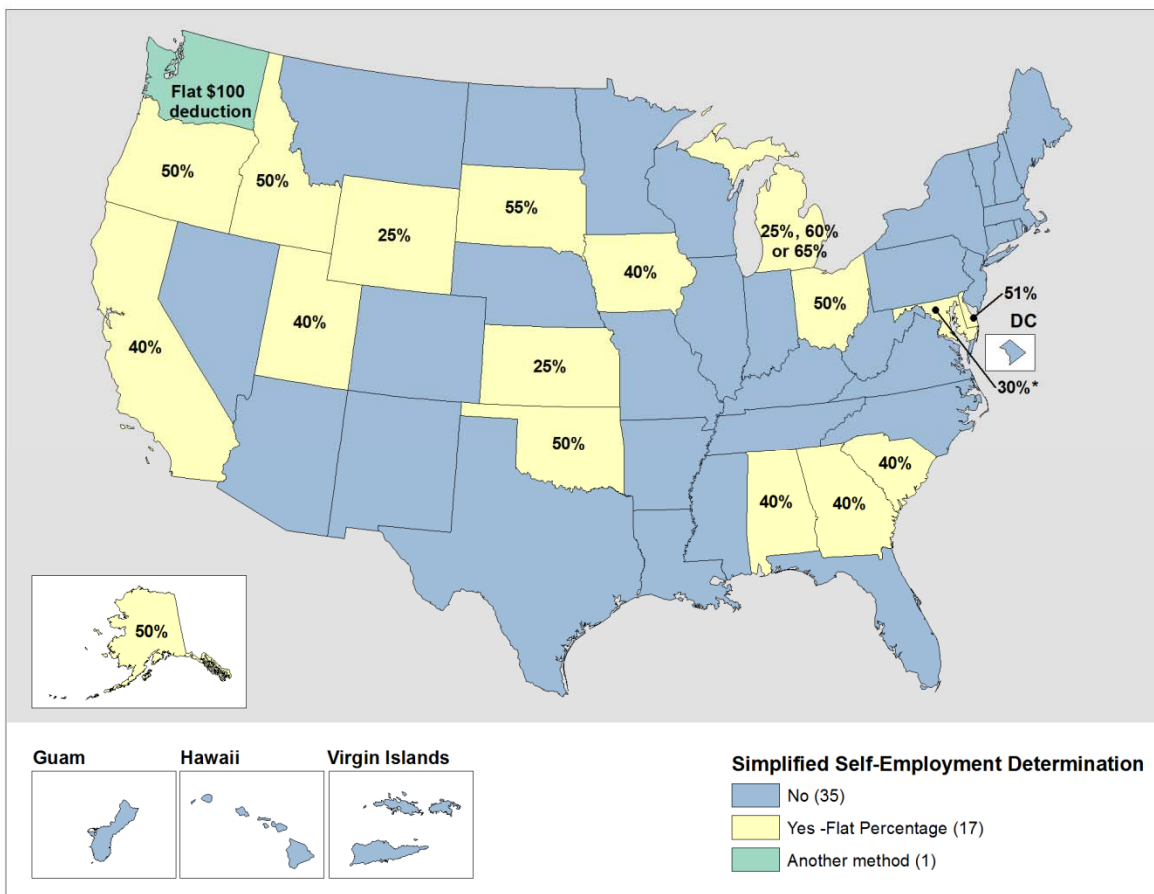 Flat $100
deduction
50%
50%
25%
55%
40%
25%, 60%
or 65%
50%
51%
DC
30%*
40%
40%
25%
50%
40%
40%
40%
50%
Guam
Hawaii
Virgin Islands
Simplified Self-Employment Determination
No (35)
Yes -Flat Percentage (17)
Another method (1)